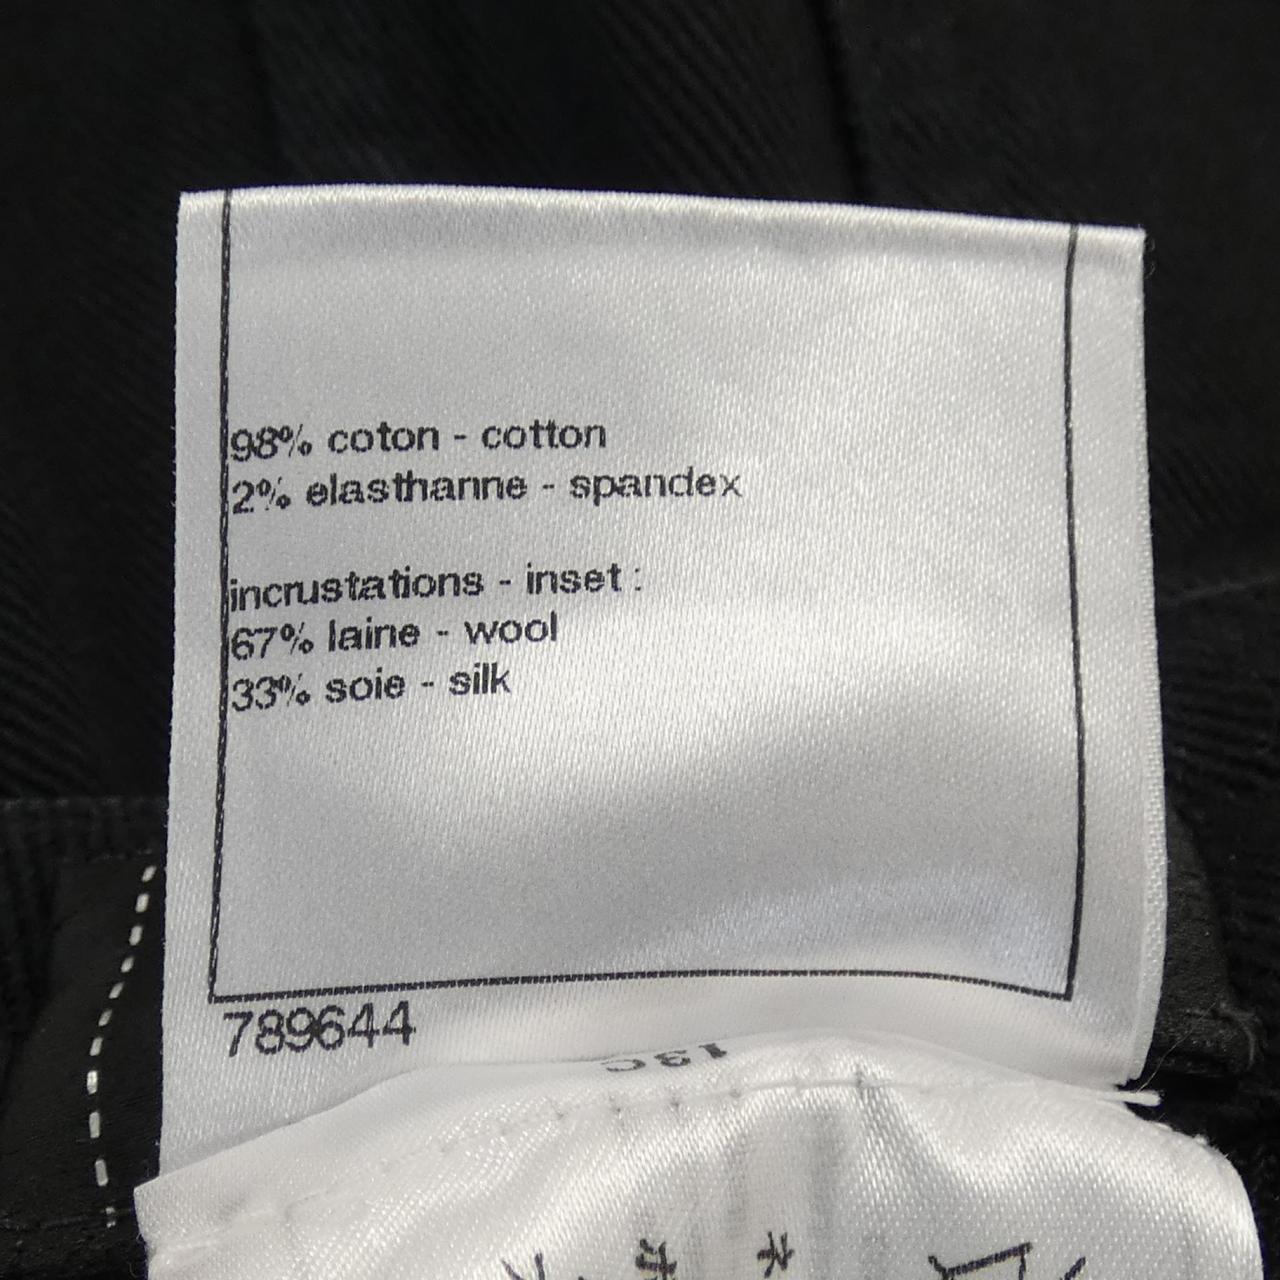 98% coton - cotton
2% elasthanne - spandex
incrustations - inset :
67% laine - wool
33% soie - silk
789644
13C